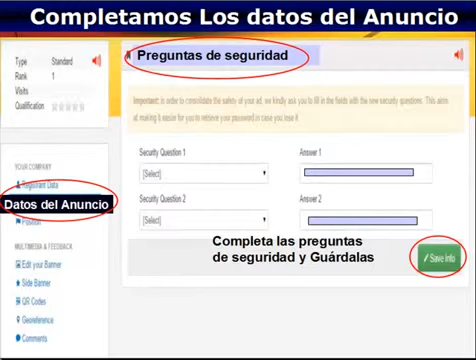 Completamos Los datos del Anuncio
Type Standard
Rank 1
Visits
Qualification
Preguntas de seguridad
Important: in order to consolidate the safety of your ad, we kindly ask you to fill in the fields with the new security questions. This aims
at making it easier for you to retrieve your password in case you lose it
Security Question 1 Answer 1
[Select]
Security Question 2 Answer 2
[Select]
Completa las preguntas
de seguridad y Guárdalas
Save Info
YOUR COMPANY
Registrant Data
Datos del Anuncio
Position
MULTIMEDIA & FEEDBACK
Edit your Banner
Side Banner
QR Codes
Georeference
Comments